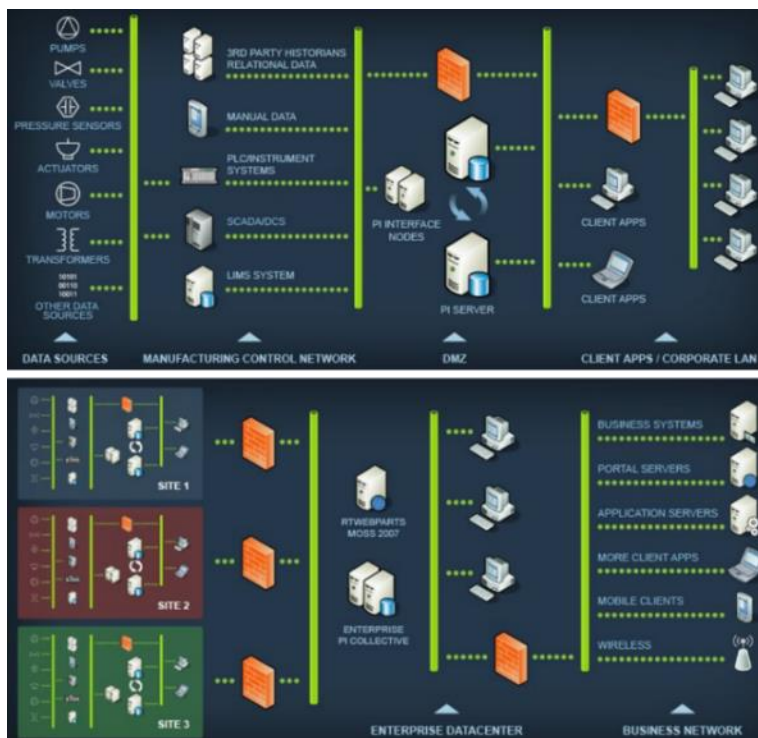 PUMPS
VALVES
PRESSURE SENSORS
ACTUATORS
MOTORS
TRANSFORMERS
10101
00110
10011
OTHER DATA
SOURCES
3RD PARTY HISTORIANS
RELATIONAL DATA
MANUAL DATA
PLC/INSTRUMENT
SYSTEMS
SCADA/DCS
LIMS SYSTEM
PI INTERFACE
NODES
PI SERVER
CLIENT APPS
CLIENT APPS
DATA SOURCES
MANUFACTURING CONTROL NETWORK
DMZ
CLIENT APPS / CORPORATE LAN
SITE 1
SITE 2
SITE 3
RTWEBPARTS
MOSS 2007
ENTERPRISE
PI COLLECTIVE
BUSINESS SYSTEMS
PORTAL SERVERS
APPLICATION SERVERS
MORE CLIENT APPS
MOBILE CLIENTS
WIRELESS
ENTERPRISE DATACENTER
BUSINESS NETWORK